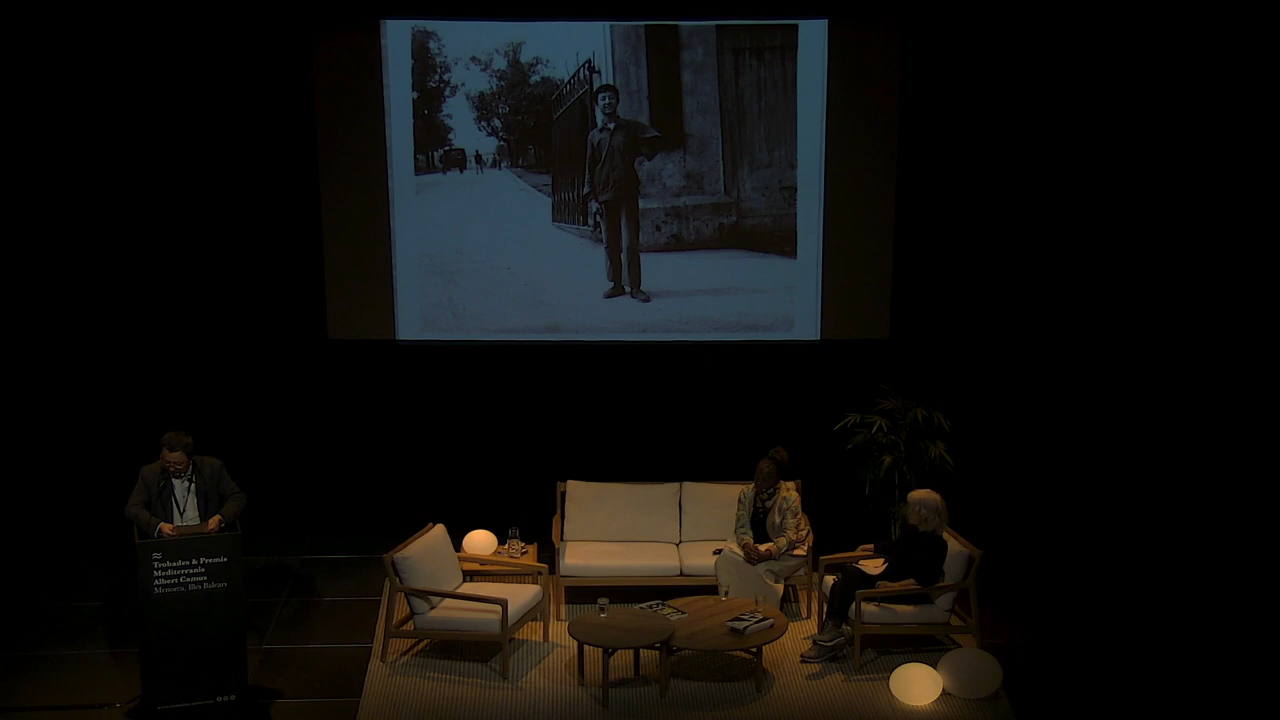 Trobades & Premis
Mediterranis
Albert Camus
Menorca, Illes Balears